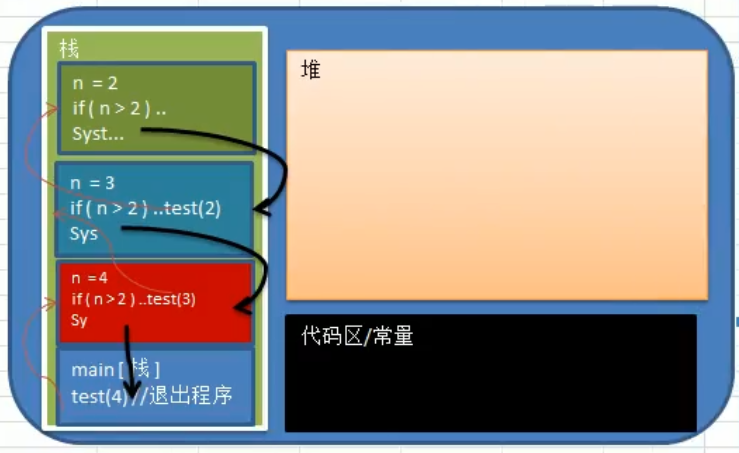 栈
n = 2
if ( n > 2 ) ..
Syst...
n = 3
if ( n > 2 ) ..test(2)
Sys
n = 4
if ( n > 2 ) ..test(3)
Sy
main [ 栈 ]
test(4)//退出程序
堆
代码区/常量